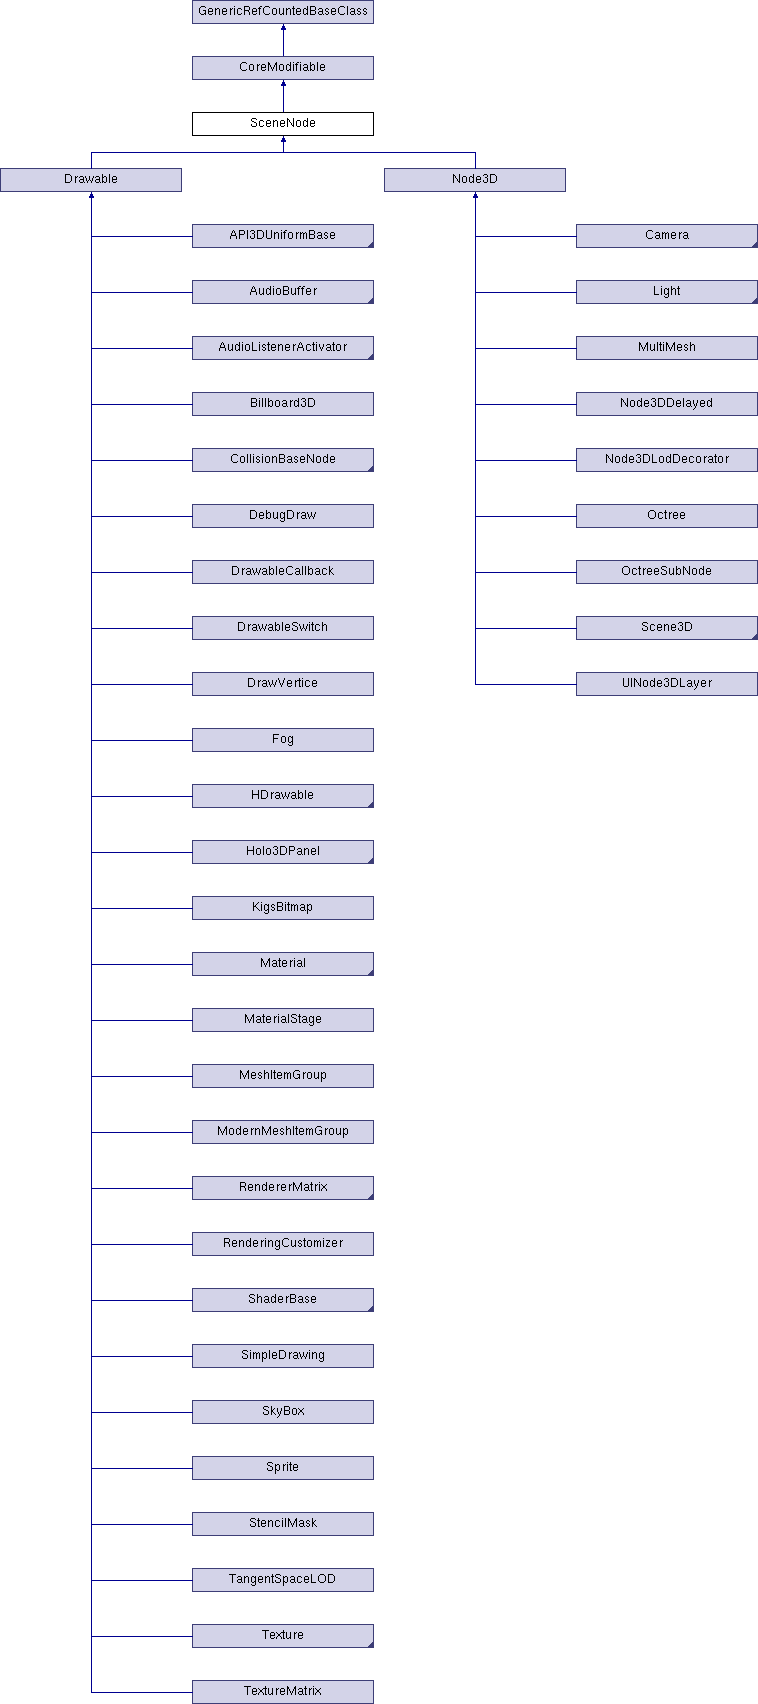 GenericRefCountedBaseClass
CoreModifiable
SceneNode
Drawable
Node3D
API3DUniformBase
Camera
AudioBuffer
Light
AudioListenerActivator
MultiMesh
Billboard3D
Node3DDelayed
CollisionBaseNode
Node3DLodDecorator
DebugDraw
Octree
DrawableCallback
OctreeSubNode
DrawableSwitch
Scene3D
DrawVertice
UINode3DLayer
Fog
HDrawable
Holo3DPanel
KigsBitmap
Material
MaterialStage
MeshItemGroup
ModernMeshItemGroup
RendererMatrix
RenderingCustomizer
ShaderBase
SimpleDrawing
SkyBox
Sprite
StencilMask
TangentSpaceLOD
Texture
TextureMatrix